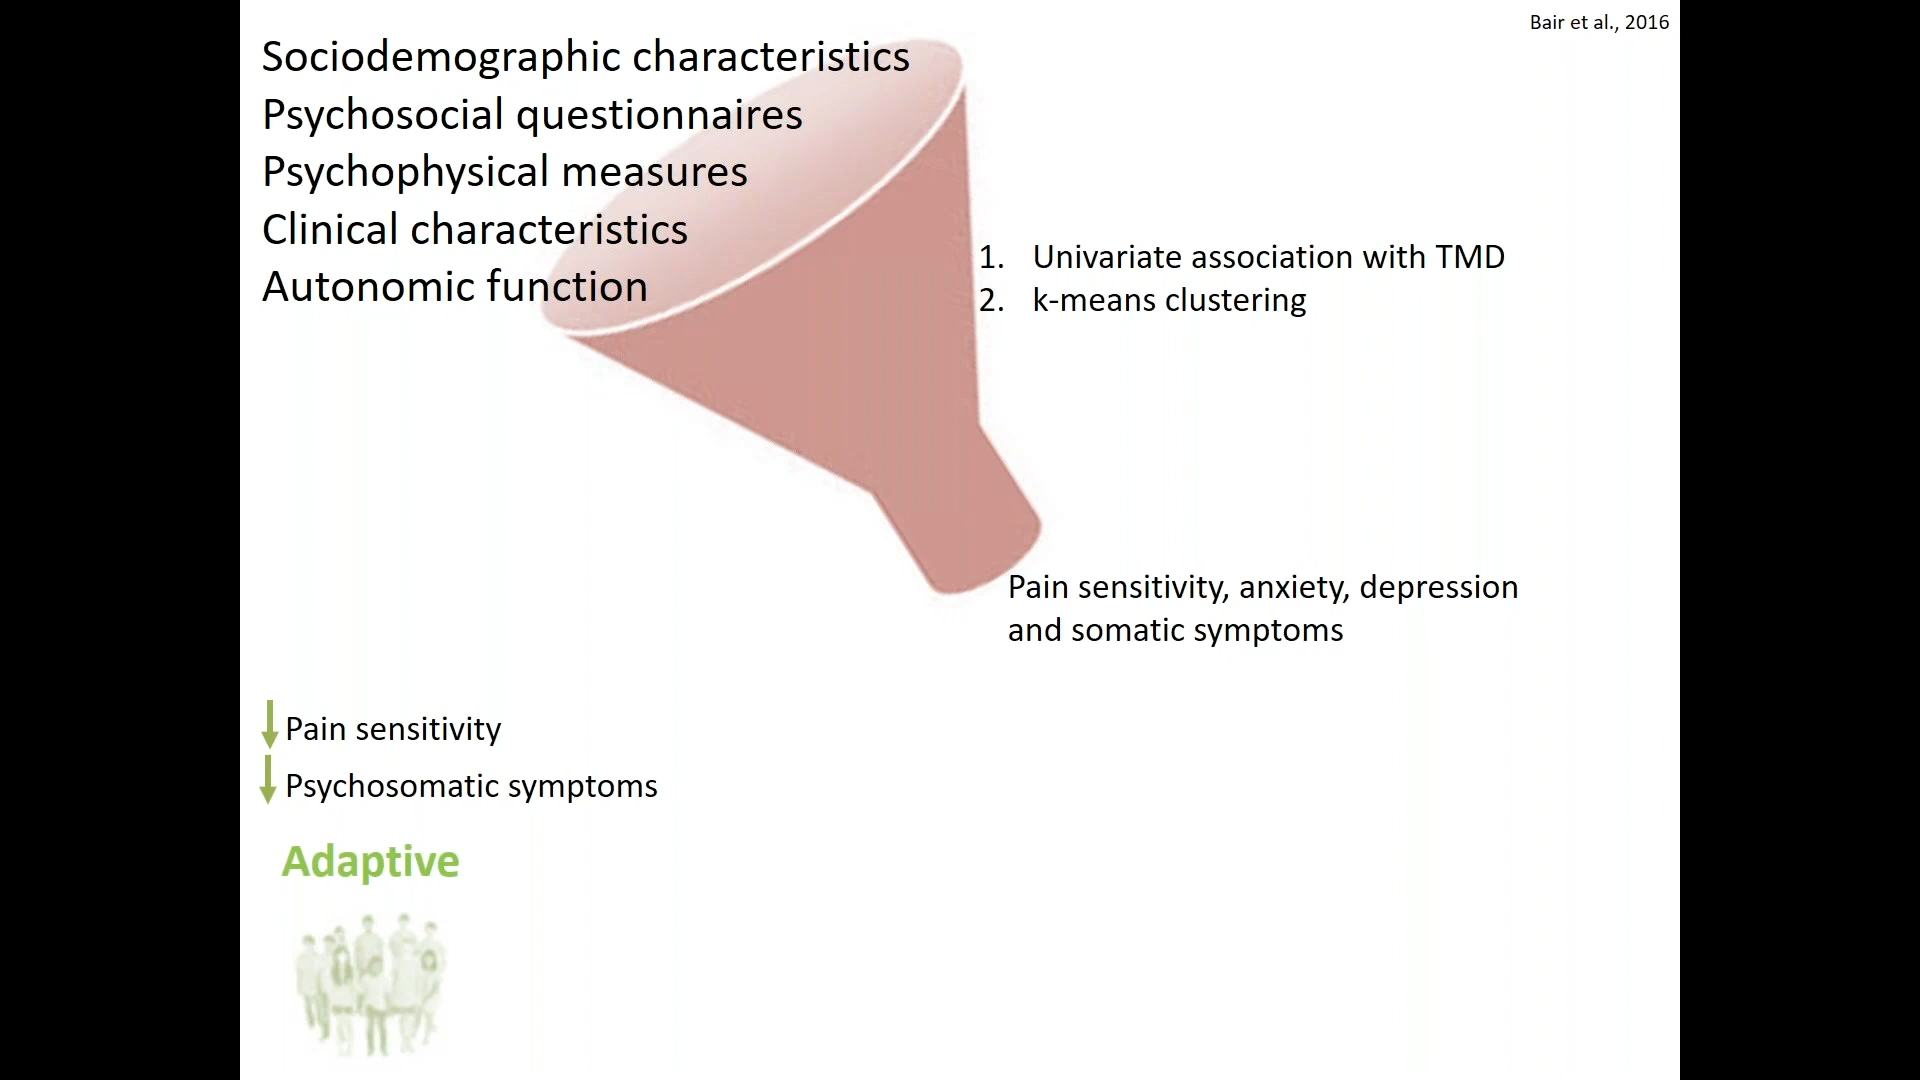 Bair et al., 2016
Sociodemographic characteristics
Psychosocial questionnaires
Psychophysical measures
Clinical characteristics
Autonomic function
1. Univariate association with TMD
2. k-means clustering
Pain sensitivity, anxiety, depression
and somatic symptoms
Pain sensitivity
Psychosomatic symptoms
Adaptive